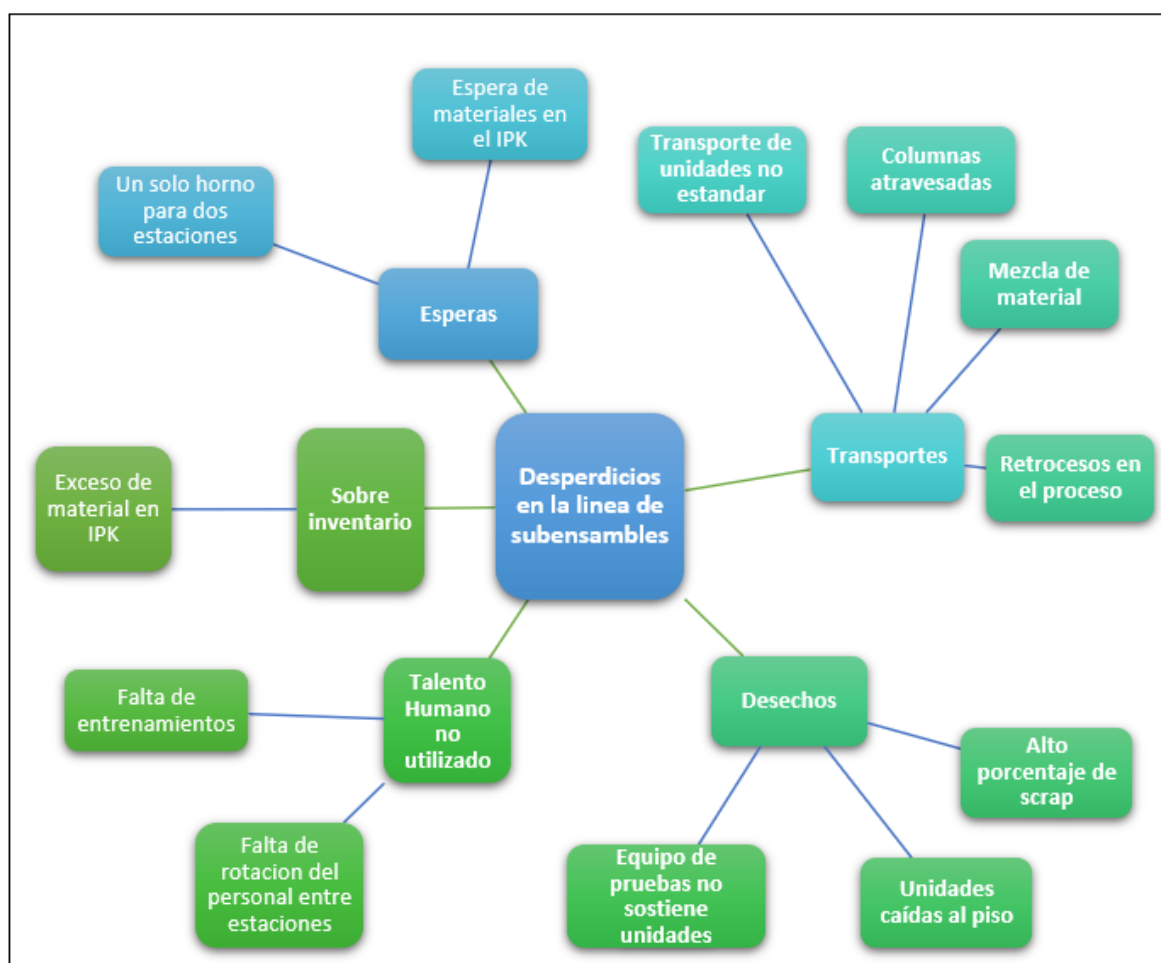 Espera de
materiales en
el IPK
Un solo horno
para dos
estaciones
Esperas
Transporte de
unidades no
estandar
Columnas
atravesadas
Mezcla de
material
Transportes
Retrocesos en
el proceso
Desperdicios
en la linea de
subensambles
Sobre
inventario
Exceso de
material en
IPK
Talento
Humano
no
utilizado
Falta de
entrenamientos
Falta de
rotacion del
personal entre
estaciones
Desechos
Alto
porcentaje de
scrap
Equipo de
pruebas no
sostiene
unidades
Unidades
caídas al piso